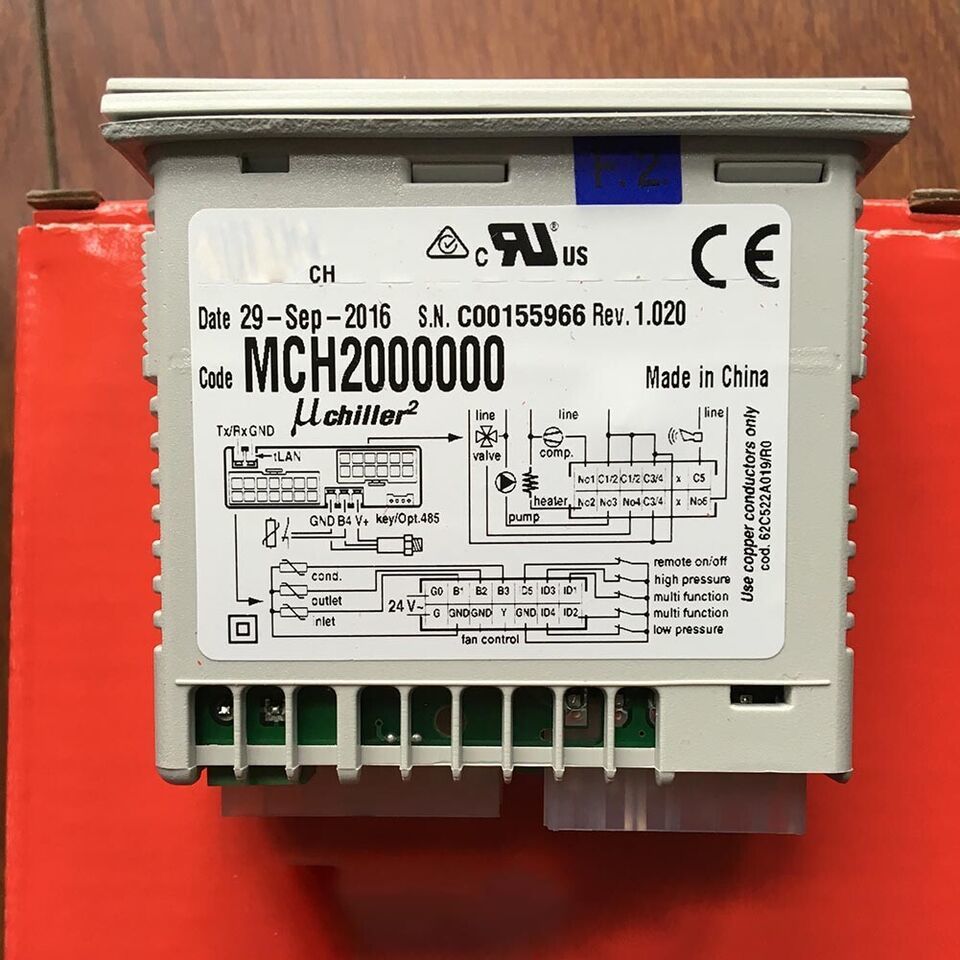 F.2.
c RU ® US
CE
CH
Date 29-Sep-2016 S.N. C00155966 Rev. 1.020
Code MCH2000000 Made in China
µchiller²
Tx/Rx GND
tLAN
GND B4 V+ key/Opt.485
line line line
valve comp.
No1 C1/2 C1/2 C3/4 x C5
heater No2 No3 No4 C3/4 x No5
pump
Use copper conductors only
cod. 62C522A019/R0
cond. remote on/off
high pressure
outlet G0 B1 B2 B3 D5 ID3 ID1 multi function
24V~ G GND GND Y GND ID4 ID2 multi function
inlet low pressure
fan control